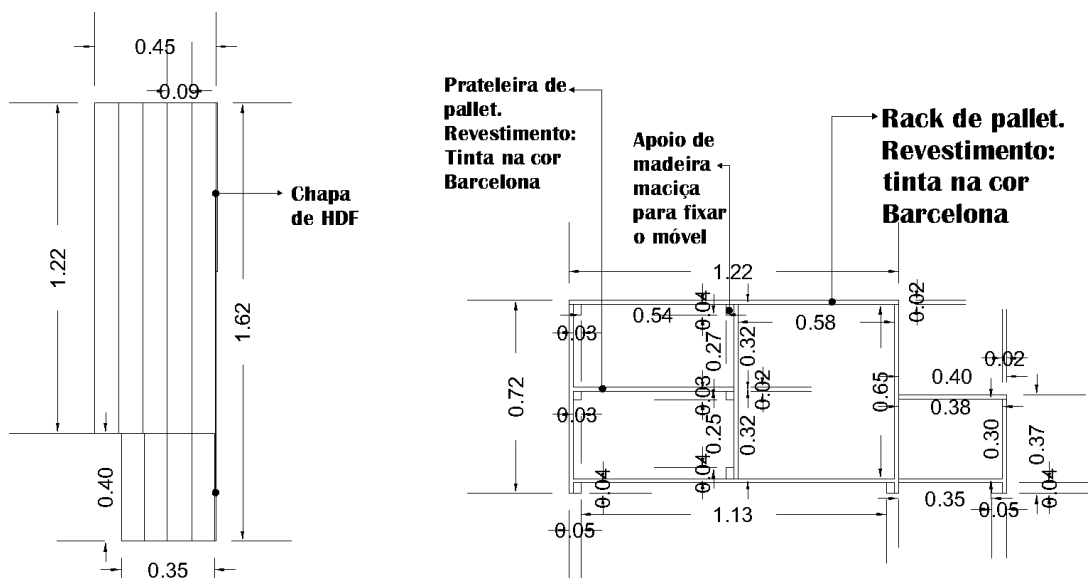 0.45
0.09
1.22
1.62
0.40
0.35
Chapa
de HDF
Prateleira de
pallet.
Revestimento:
Tinta na cor
Barcelona
Apoio de
madeira
maciça
para fixar
o móvel
Rack de pallet.
Revestimento:
tinta na cor
Barcelona
1.22
0.54
0.04
0.58
0.02
0.03
0.27
0.32
0.02
0.40
0.72
0.03
0.02
0.65
0.38
0.03
0.25
0.32
0.30
0.37
0.04
0.04
0.04
1.13
0.35
0.05
0.05